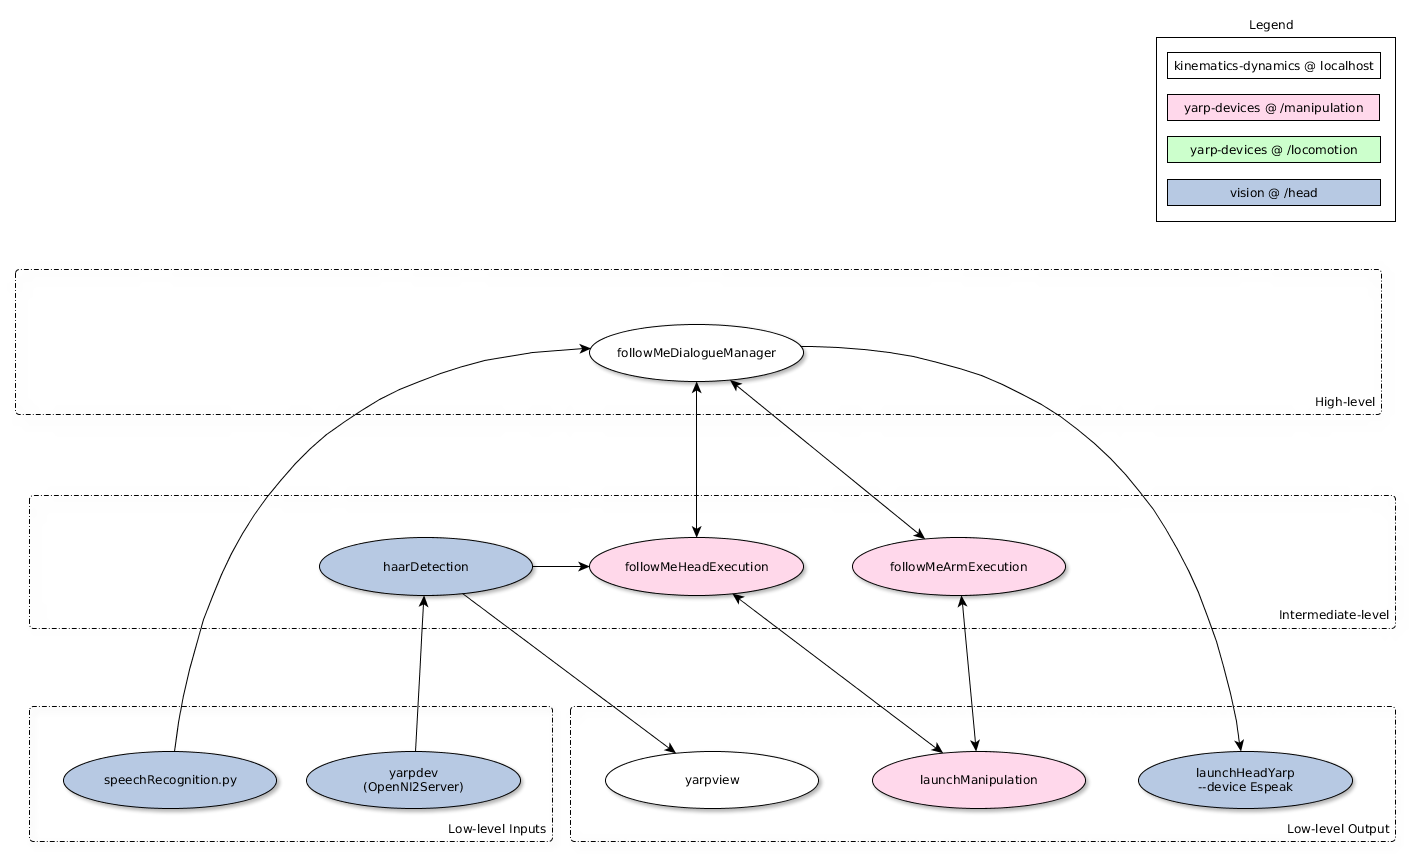 Legend
kinematics-dynamics @ localhost
yarp-devices @ /manipulation
yarp-devices @ /locomotion
vision @ /head
followMeDialogueManager
High-level
haarDetection
followMeHeadExecution
followMeArmExecution
Intermediate-level
speechRecognition.py
yarpdev
(OpenNI2Server)
Low-level Inputs
yarpview
launchManipulation
launchHeadYarp
--device Espeak
Low-level Output